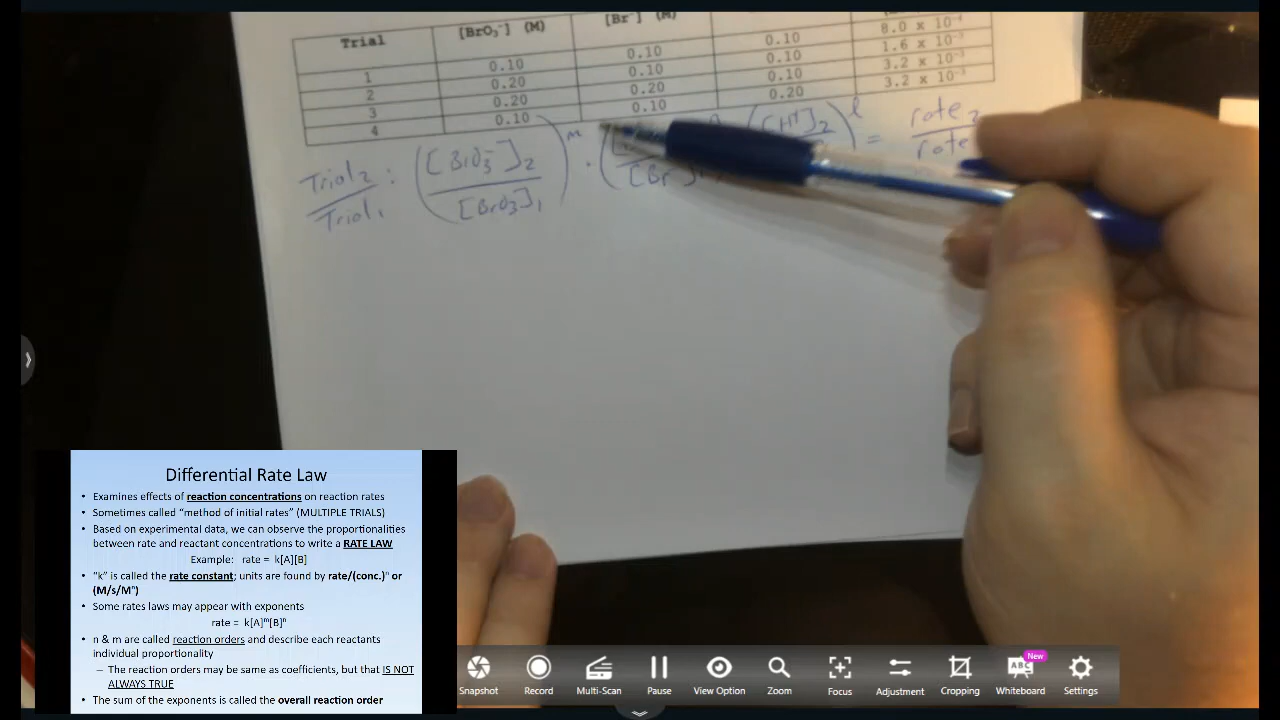 Trial [BrO₃⁻] (M) [Br⁻] (M)
1 0.10 0.10 0.10 8.0 x 10⁻⁴
2 0.20 0.10 0.10 1.6 x 10⁻³
3 0.20 0.20 0.10 3.2 x 10⁻³
4 0.10 0.10 0.20 3.2 x 10⁻³
Trial₂ / Trial₁ : ([BrO₃⁻]₂ / [BrO₃]₁)ᵐ · [Br [H⁺]₂ ˡ = rate₂ / rate
Differential Rate Law
• Examines effects of reaction concentrations on reaction rates
• Sometimes called “method of initial rates” (MULTIPLE TRIALS)
• Based on experimental data, we can observe the proportionalities
between rate and reactant concentrations to write a RATE LAW
Example: rate = k[A][B]
• “k” is called the rate constant; units are found by rate/(conc.)ⁿ or
(M/s/Mⁿ)
• Some rates laws may appear with exponents
rate = k[A]ᵐ[B]ⁿ
• n & m are called reaction orders and describe each reactants
individual proportionality
– The reaction orders may be same as coefficients, but that IS NOT
ALWAYS TRUE
• The sum of the exponents is called the overall reaction order
New
ABC
Snapshot Record Multi-Scan Pause View Option Zoom Focus Adjustment Cropping Whiteboard Settings